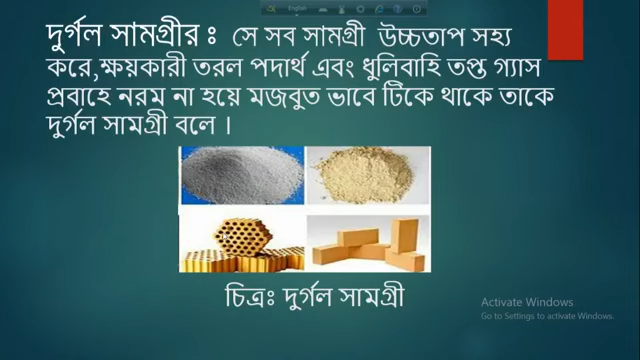 English
দুর্গল সামগ্রীর ঃ সে সব সামগ্রী উচ্চতাপ সহ্য
করে,ক্ষয়কারী তরল পদার্থ এবং ধুলিবাহি তপ্ত গ্যাস
প্রবাহে নরম না হয়ে মজবুত ভাবে টিকে থাকে তাকে
দুর্গল সামগ্রী বলে ।
চিত্রঃ দুর্গল সামগ্রী
Activate Windows
Go to Settings to activate Windows.